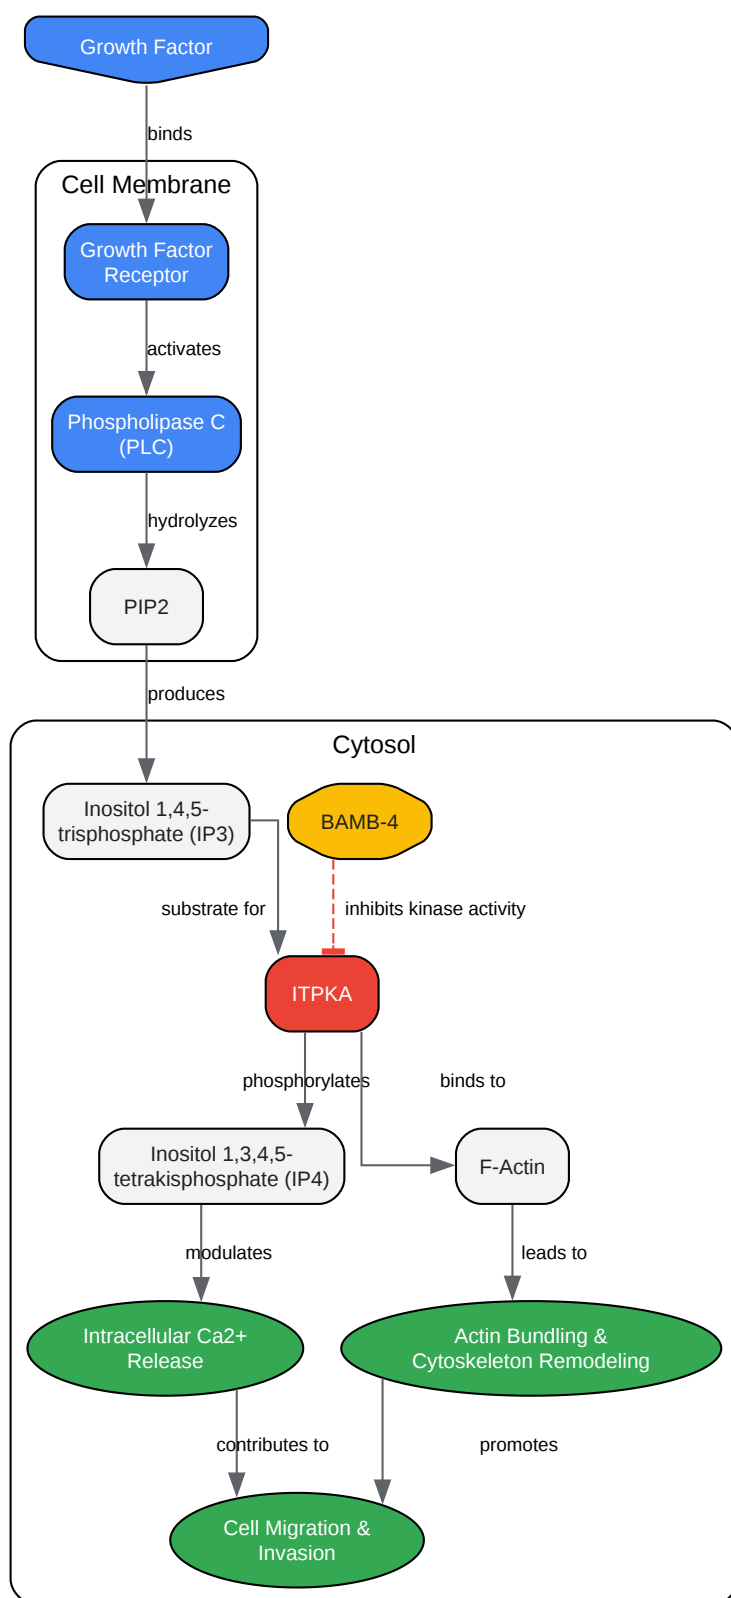 Growth Factor
binds
Cell Membrane
Growth Factor
Receptor
activates
Phospholipase C
(PLC)
hydrolyzes
PIP2
produces
Cytosol
Inositol 1,4,5-
trisphosphate (IP3)
BAMB-4
substrate for
inhibits kinase activity
ITPKA
phosphorylates
binds to
Inositol 1,3,4,5-
tetrakisphosphate (IP4)
F-Actin
modulates
leads to
Intracellular Ca2+
Release
Actin Bundling &
Cytoskeleton Remodeling
contributes to
promotes
Cell Migration &
Invasion